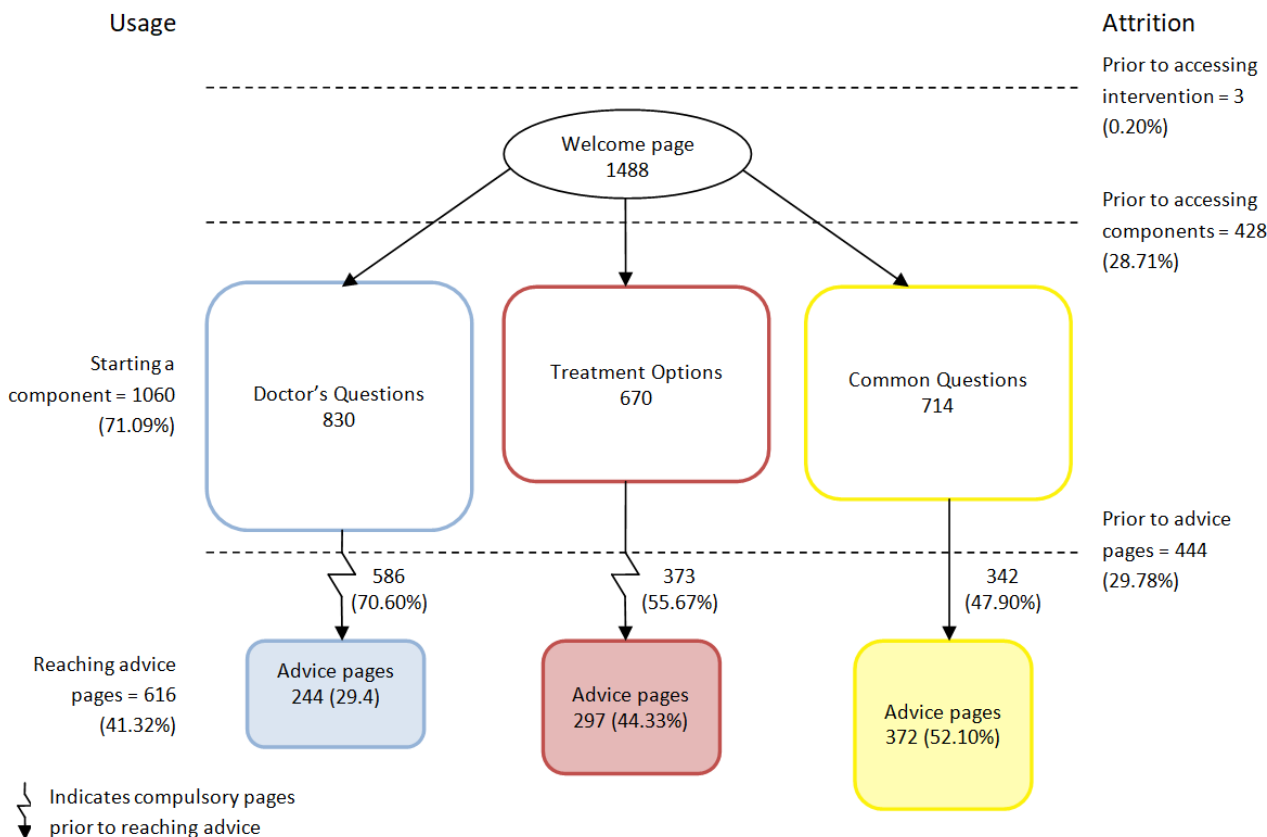 Usage
Attrition
Prior to accessing
intervention = 3
(0.20%)
Welcome page
1488
Prior to accessing
components = 428
(28.71%)
Starting a
component = 1060
(71.09%)
Doctor's Questions
830
Treatment Options
670
Common Questions
714
Prior to advice
pages = 444
(29.78%)
586
(70.60%)
373
(55.67%)
342
(47.90%)
Reaching advice
pages = 616
(41.32%)
Advice pages
244 (29.4)
Advice pages
297 (44.33%)
Advice pages
372 (52.10%)
Indicates compulsory pages
prior to reaching advice